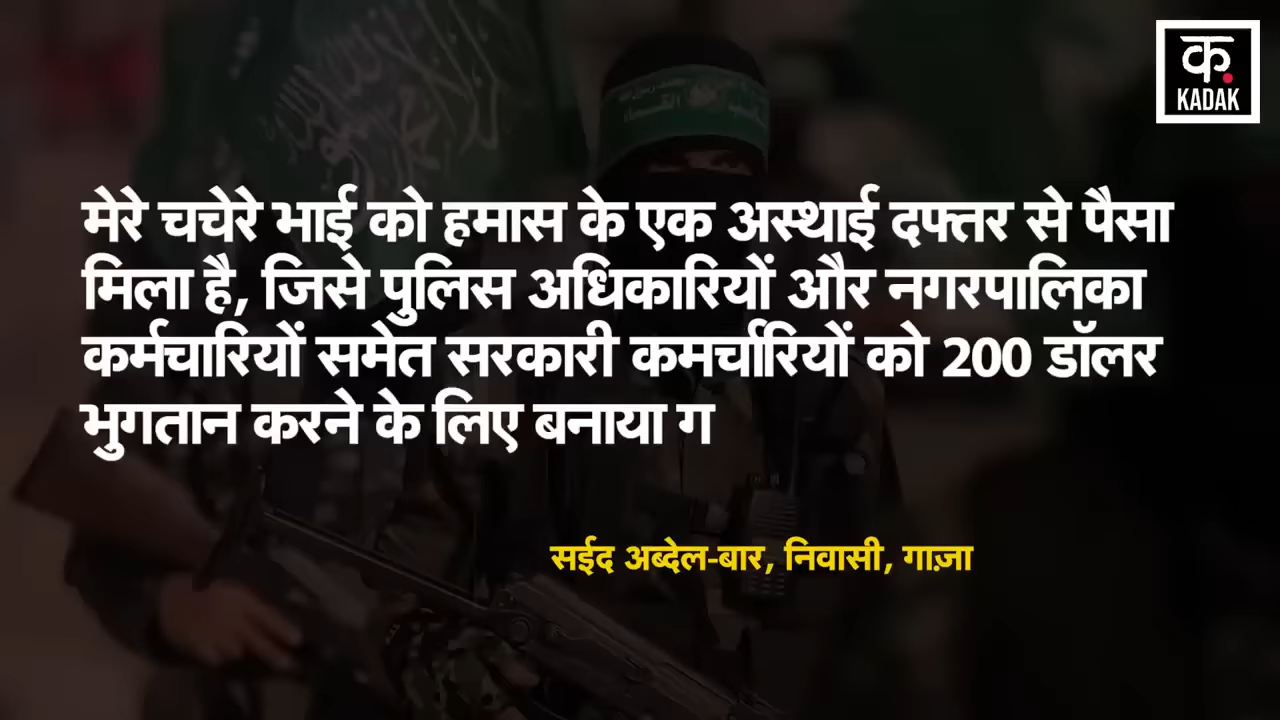 क
KADAK
मेरे चचेरे भाई को हमास के एक अस्थाई दफ्तर से पैसा
मिला है, जिसे पुलिस अधिकारियों और नगरपालिका
कर्मचारियों समेत सरकारी कमर्चारियों को 200 डॉलर
भुगतान करने के लिए बनाया ग
सईद अब्देल-बार, निवासी, गाज़ा